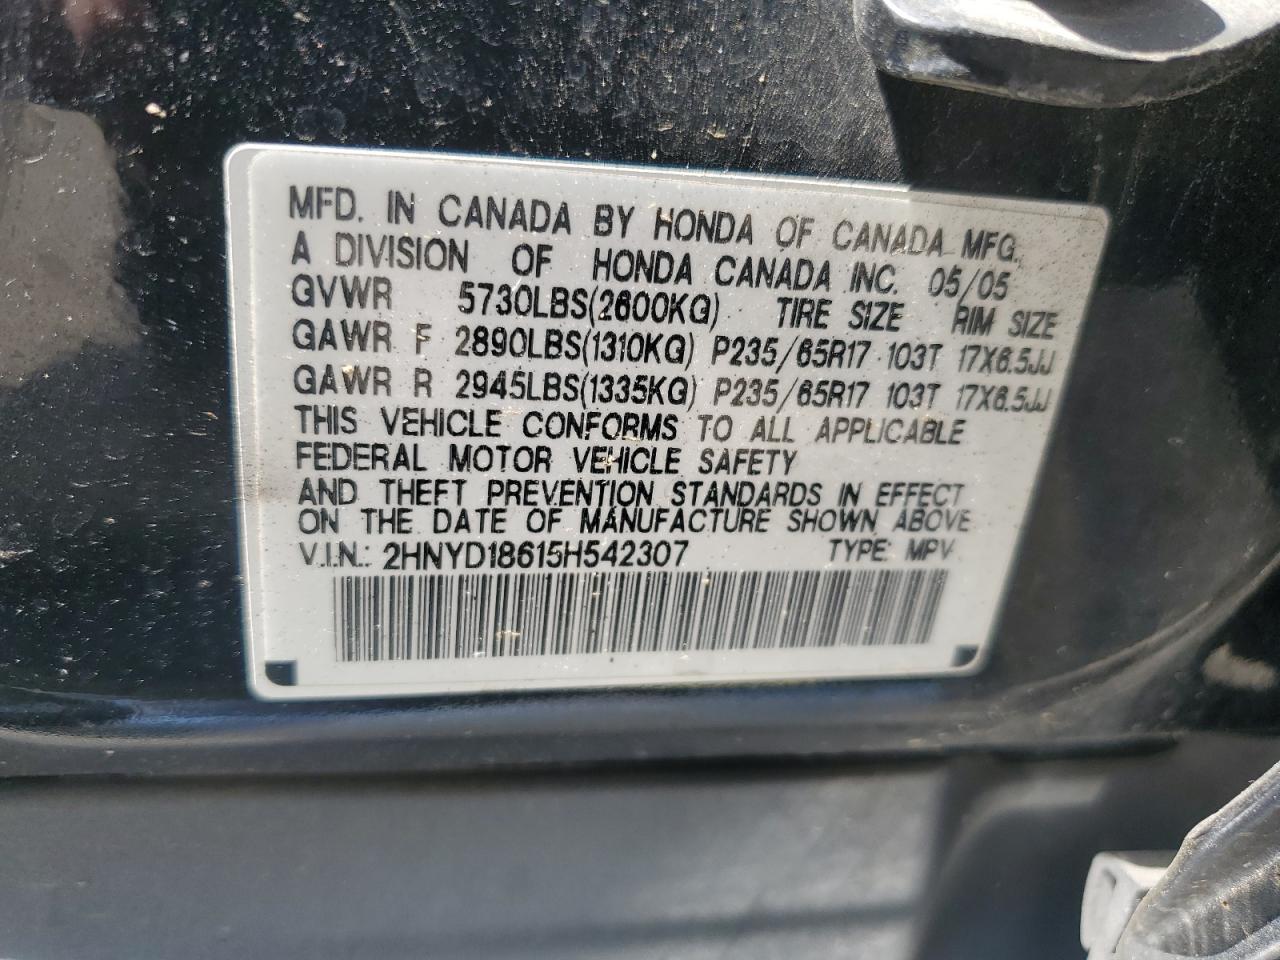 MFD. IN CANADA BY HONDA OF CANADA MFG.
A DIVISION OF HONDA CANADA INC. 05/05
GVWR 5730LBS(2600KG) TIRE SIZE RIM SIZE
GAWR F 2890LBS(1310KG) P235/65R17 103T 17X6.5JJ
GAWR R 2945LBS(1335KG) P235/65R17 103T 17X6.5JJ
THIS VEHICLE CONFORMS TO ALL APPLICABLE
FEDERAL MOTOR VEHICLE SAFETY
AND THEFT PREVENTION STANDARDS IN EFFECT
ON THE DATE OF MANUFACTURE SHOWN ABOVE
V.I.N.: 2HNYD18615H542307 TYPE: MPV